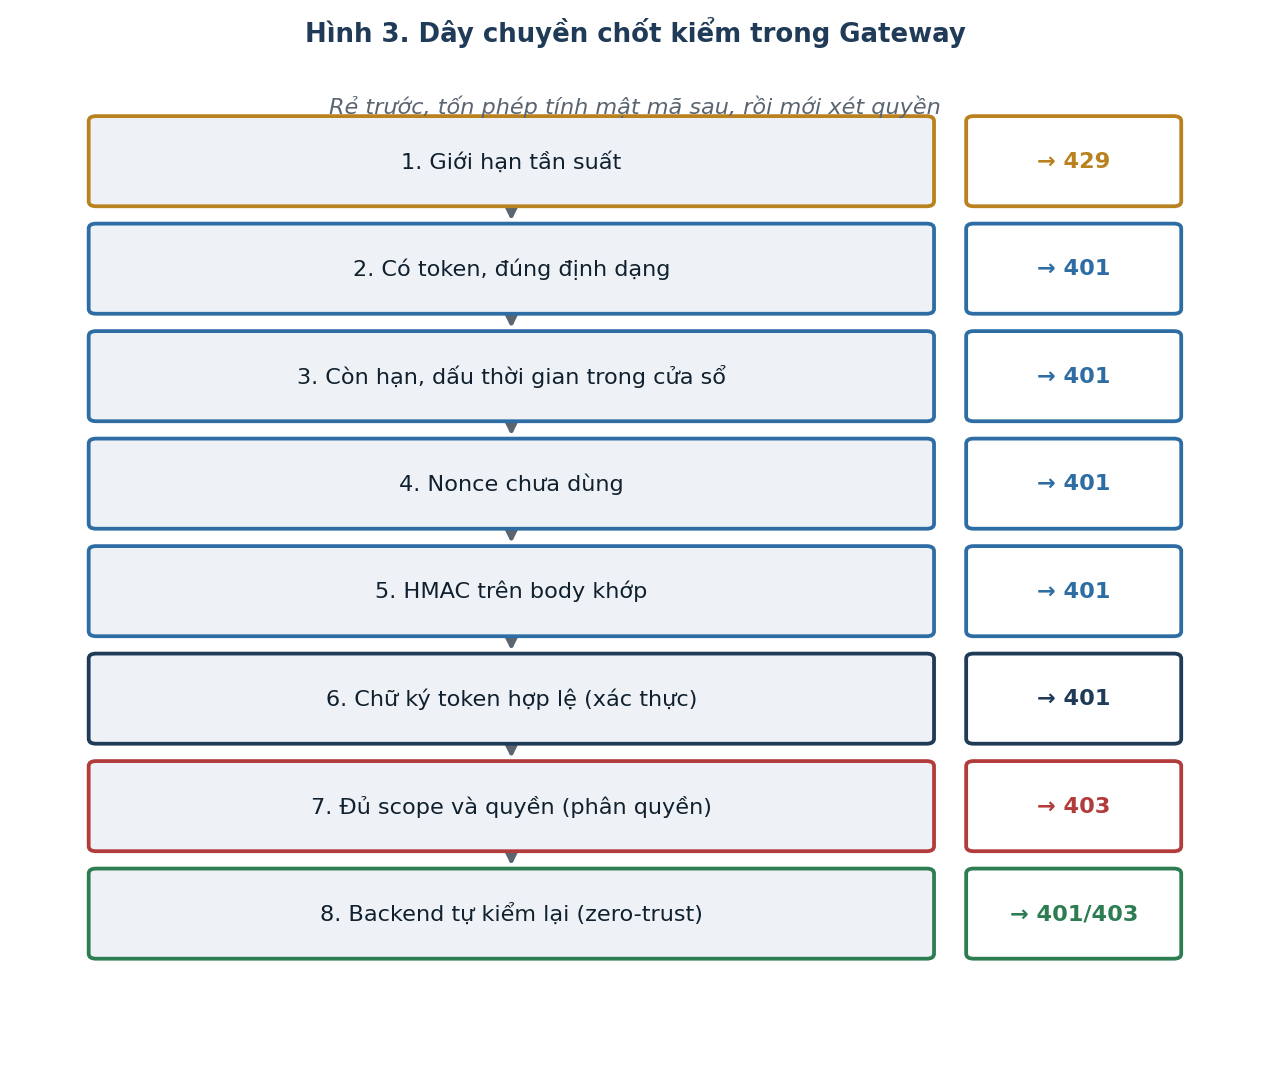 Hình 3. Dây chuyền chốt kiểm trong Gateway
Rẻ trước, tốn phép tính mật mã sau, rồi mới xét quyền
1. Giới hạn tần suất
→ 429
2. Có token, đúng định dạng
→ 401
3. Còn hạn, dấu thời gian trong cửa sổ
→ 401
4. Nonce chưa dùng
→ 401
5. HMAC trên body khớp
→ 401
6. Chữ ký token hợp lệ (xác thực)
→ 401
7. Đủ scope và quyền (phân quyền)
→ 403
8. Backend tự kiểm lại (zero-trust)
→ 401/403